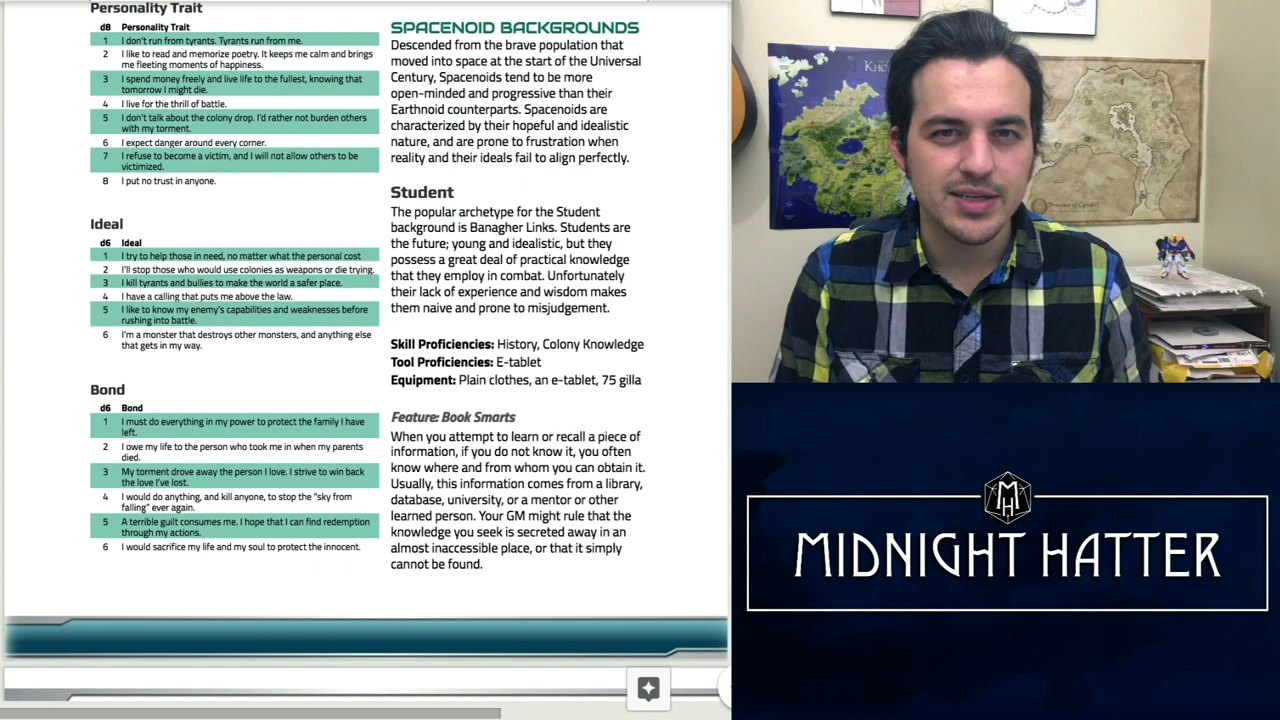 Personality Trait
d8 Personality Trait
1 I don't run from tyrants. Tyrants run from me.
2 I like to read and memorize poetry. It keeps me calm and brings
me fleeting moments of happiness.
3 I spend money freely and live life to the fullest, knowing that
tomorrow I might die.
4 I live for the thrill of battle.
5 I don't talk about the colony drop. I'd rather not burden others
with my torment.
6 I expect danger around every corner.
7 I refuse to become a victim, and I will not allow others to be
victimized.
8 I put no trust in anyone.
Ideal
d6 Ideal
1 I try to help those in need, no matter what the personal cost
2 I'll stop those who would use colonies as weapons or die trying.
3 I kill tyrants and bullies to make the world a safer place.
4 I have a calling that puts me above the law.
5 I like to know my enemy's capabilities and weaknesses before
rushing into battle.
6 I'm a monster that destroys other monsters, and anything else
that gets in my way.
Bond
d6 Bond
1 I must do everything in my power to protect the family I have
left.
2 I owe my life to the person who took me in when my parents
died.
3 My torment drove away the person I love. I strive to win back
the love I've lost.
4 I would do anything, and kill anyone, to stop the "sky from
falling" ever again.
5 A terrible guilt consumes me. I hope that I can find redemption
through my actions.
6 I would sacrifice my life and my soul to protect the innocent.
SPACENOID BACKGROUNDS
Descended from the brave population that
moved into space at the start of the Universal
Century, Spacenoids tend to be more
open-minded and progressive than their
Earthnoid counterparts. Spacenoids are
characterized by their hopeful and idealistic
nature, and are prone to frustration when
reality and their ideals fail to align perfectly.
Student
The popular archetype for the Student
background is Banagher Links. Students are
the future; young and idealistic, but they
possess a great deal of practical knowledge
that they employ in combat. Unfortunately
their lack of experience and wisdom makes
them naive and prone to misjudgement.
Skill Proficiencies: History, Colony Knowledge
Tool Proficiencies: E-tablet
Equipment: Plain clothes, an e-tablet, 75 gilla
Feature: Book Smarts
When you attempt to learn or recall a piece of
information, if you do not know it, you often
know where and from whom you can obtain it.
Usually, this information comes from a library,
database, university, or a mentor or other
learned person. Your GM might rule that the
knowledge you seek is secreted away in an
almost inaccessible place, or that it simply
cannot be found.
Province of Cyrodiil
MH
MIDNIGHT HATTER